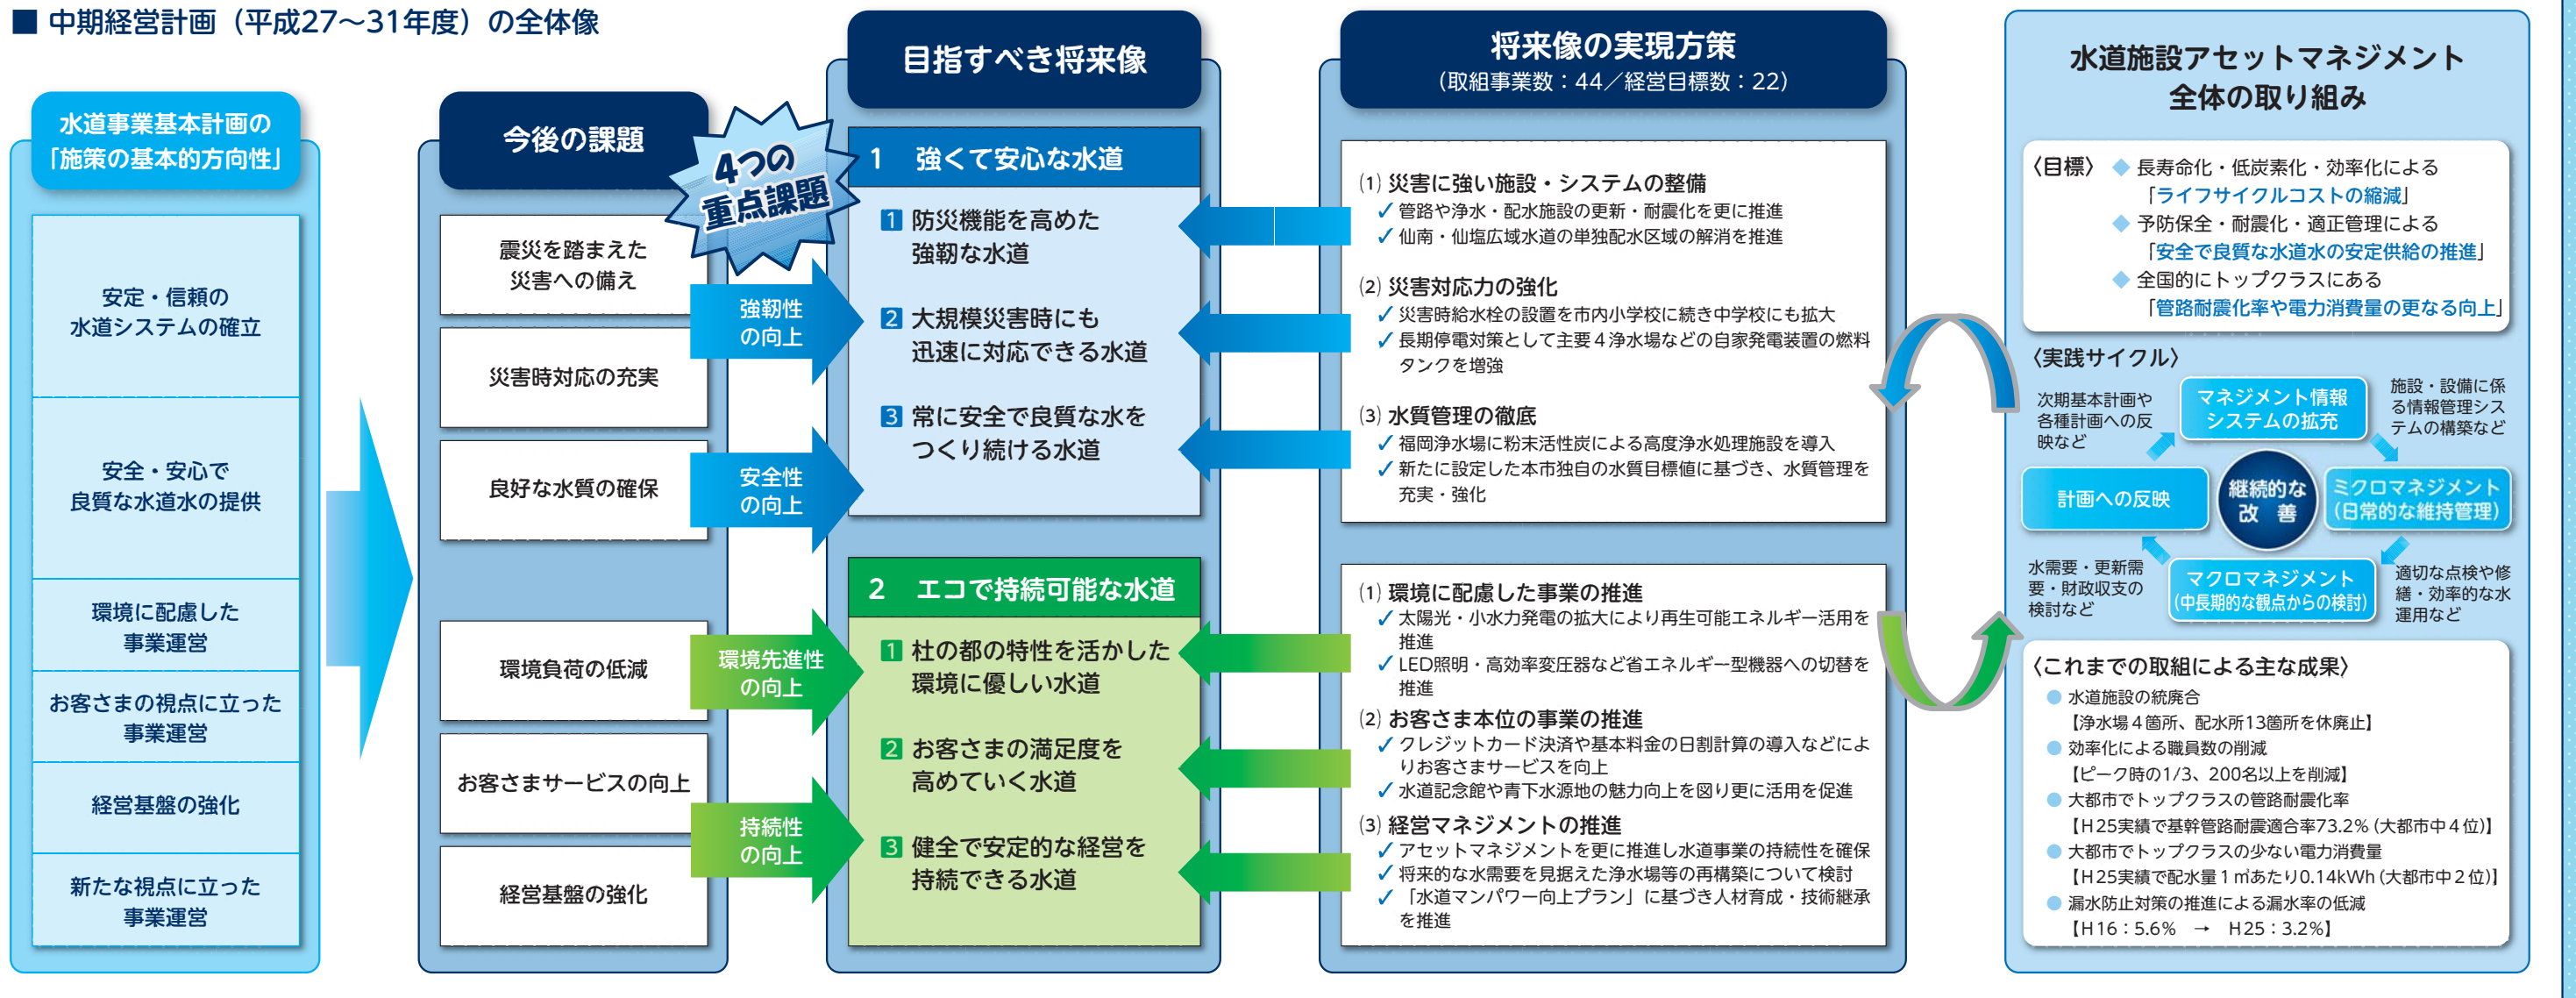 ■ 中期経営計画（平成27～31年度）の全体像
水道事業基本計画の
「施策の基本的方向性」
安定・信頼の
水道システムの確立
安全・安心で
良質な水道水の提供
環境に配慮した
事業運営
お客さまの視点に立った
事業運営
経営基盤の強化
新たな視点に立った
事業運営
今後の課題
震災を踏まえた
災害への備え
災害時対応の充実
良好な水質の確保
環境負荷の低減
お客さまサービスの向上
経営基盤の強化
4つの
重点課題
強靭性
の向上
安全性
の向上
環境先進性
の向上
持続性
の向上
目指すべき将来像
1 強くて安心な水道
1 防災機能を高めた
強靭な水道
2 大規模災害時にも
迅速に対応できる水道
3 常に安全で良質な水を
つくり続ける水道
2 エコで持続可能な水道
1 杜の都の特性を活かした
環境に優しい水道
2 お客さまの満足度を
高めていく水道
3 健全で安定的な経営を
持続できる水道
将来像の実現方策
（取組事業数：44／経営目標数：22）
⑴ 災害に強い施設・システムの整備
✓ 管路や浄水・配水施設の更新・耐震化を更に推進
✓ 仙南・仙塩広域水道の単独配水区域の解消を推進
⑵ 災害対応力の強化
✓ 災害時給水栓の設置を市内小学校に続き中学校にも拡大
✓ 長期停電対策として主要４浄水場などの自家発電装置の燃料
タンクを増強
⑶ 水質管理の徹底
✓ 福岡浄水場に粉末活性炭による高度浄水処理施設を導入
✓ 新たに設定した本市独自の水質目標値に基づき、水質管理を
充実・強化
⑴ 環境に配慮した事業の推進
✓ 太陽光・小水力発電の拡大により再生可能エネルギー活用を
推進
✓ LED照明・高効率変圧器など省エネルギー型機器への切替を
推進
⑵ お客さま本位の事業の推進
✓ クレジットカード決済や基本料金の日割計算の導入などによ
りお客さまサービスを向上
✓ 水道記念館や青下水源地の魅力向上を図り更に活用を促進
⑶ 経営マネジメントの推進
✓ アセットマネジメントを更に推進し水道事業の持続性を確保
✓ 将来的な水需要を見据えた浄水場等の再構築について検討
✓ 「水道マンパワー向上プラン」に基づき人材育成・技術継承
を推進
水道施設アセットマネジメント
全体の取り組み
〈目標〉 ◆ 長寿命化・低炭素化・効率化による
「ライフサイクルコストの縮減」
◆ 予防保全・耐震化・適正管理による
「安全で良質な水道水の安定供給の推進」
◆ 全国的にトップクラスにある
「管路耐震化率や電力消費量の更なる向上」
〈実践サイクル〉
次期基本計画や
各種計画への反
映など
マネジメント情報
システムの拡充
施設・設備に係
る情報管理シス
テムの構築など
計画への反映
継続的な
改 善
ミクロマネジメント
（日常的な維持管理）
水需要・更新需
要・財政収支の
検討など
マクロマネジメント
（中長期的な観点からの検討）
適切な点検や修
繕・効率的な水
運用など
〈これまでの取組による主な成果〉
● 水道施設の統廃合
【浄水場４箇所、配水所13箇所を休廃止】
● 効率化による職員数の削減
【ピーク時の1/3、200名以上を削減】
● 大都市でトップクラスの管路耐震化率
【H25実績で基幹管路耐震適合率73.2%（大都市中４位）】
● 大都市でトップクラスの少ない電力消費量
【H25実績で配水量１㎥あたり0.14kWh（大都市中２位）】
● 漏水防止対策の推進による漏水率の低減
【H16：5.6% → H25：3.2%】